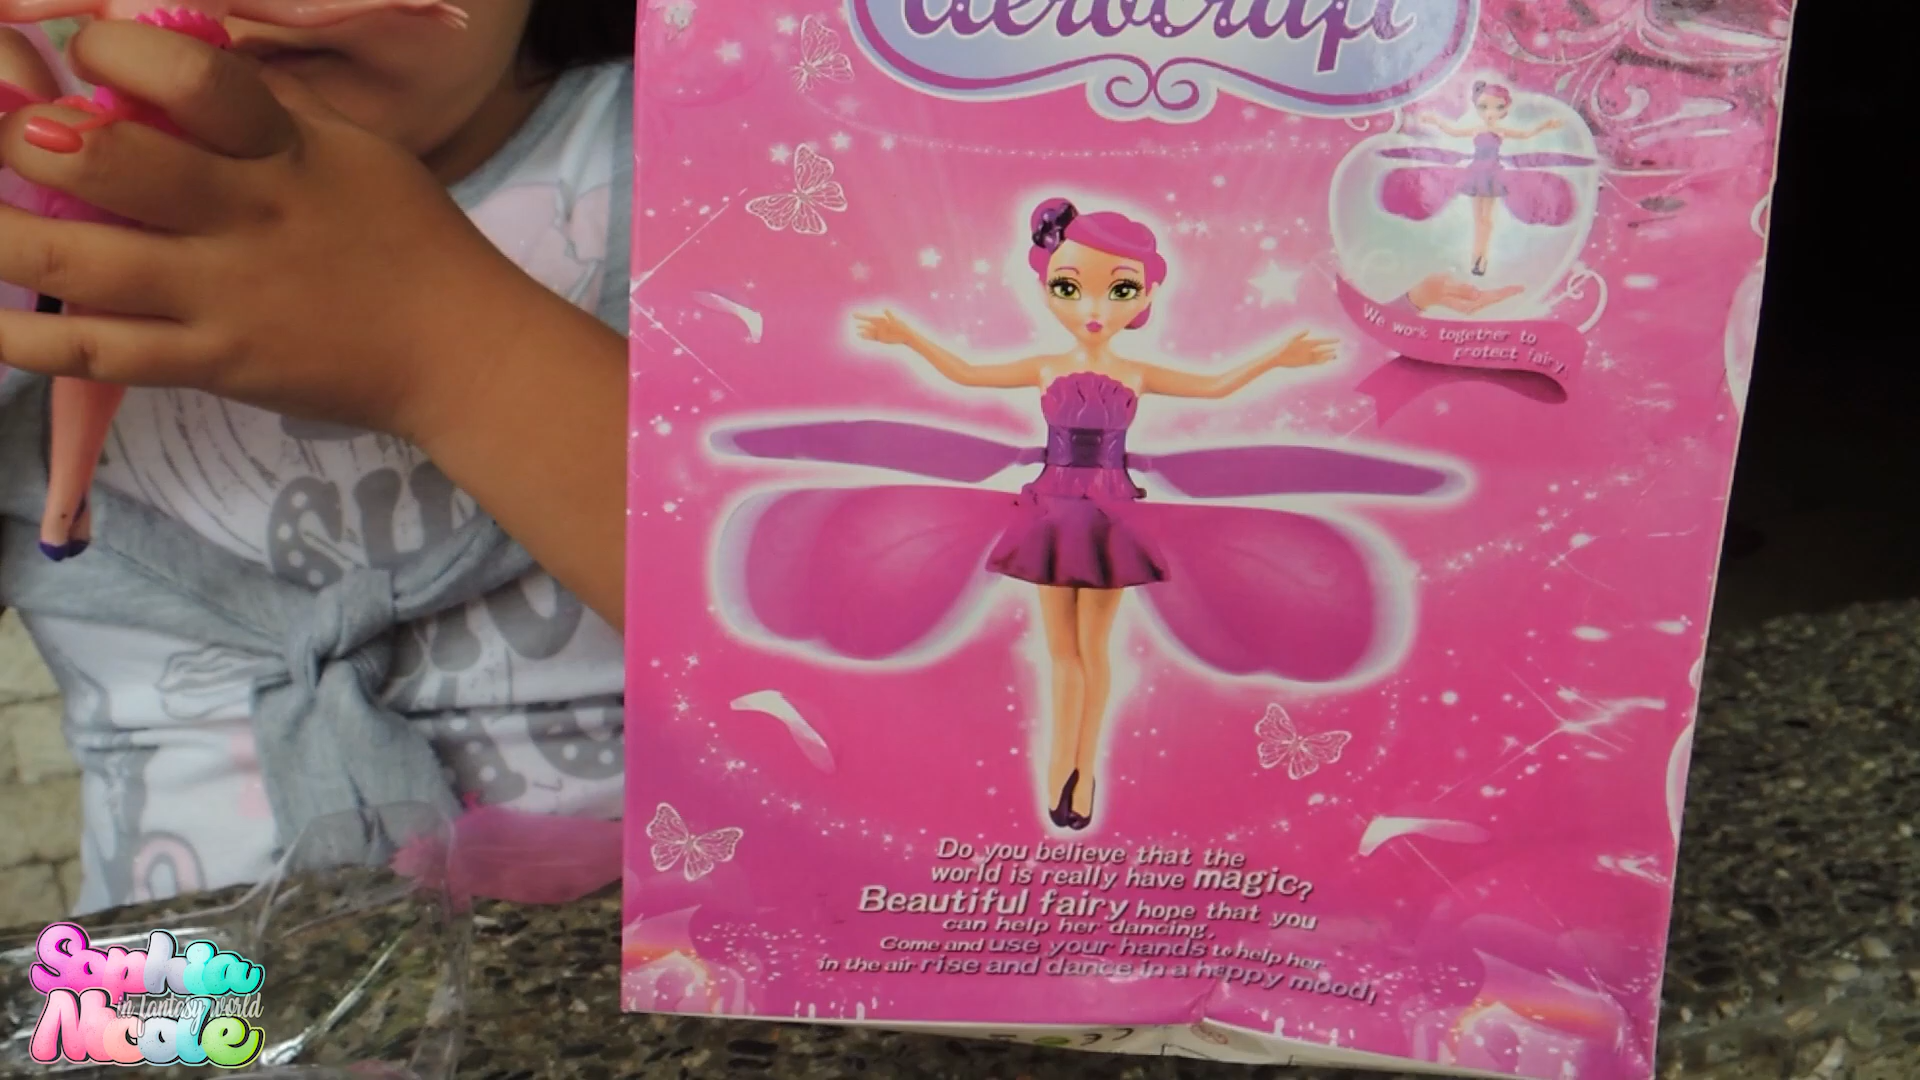 aerocraft
We work together to
protect fairy
Do you believe that the
world is really have magic?
Beautiful fairy hope that you
can help her dancing,
Come and use your hands to help her
in the air rise and dance in a happy mood,
CE
Sophia
in fantasy world
Nicole